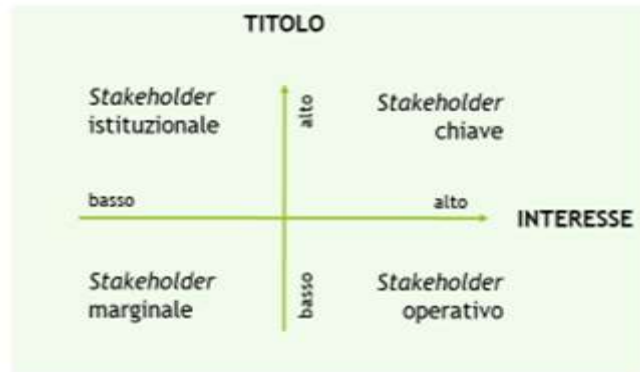 TITOLO
Stakeholder
istituzionale
alto
Stakeholder
chiave
basso
alto
INTERESSE
Stakeholder
marginale
basso
Stakeholder
operativo